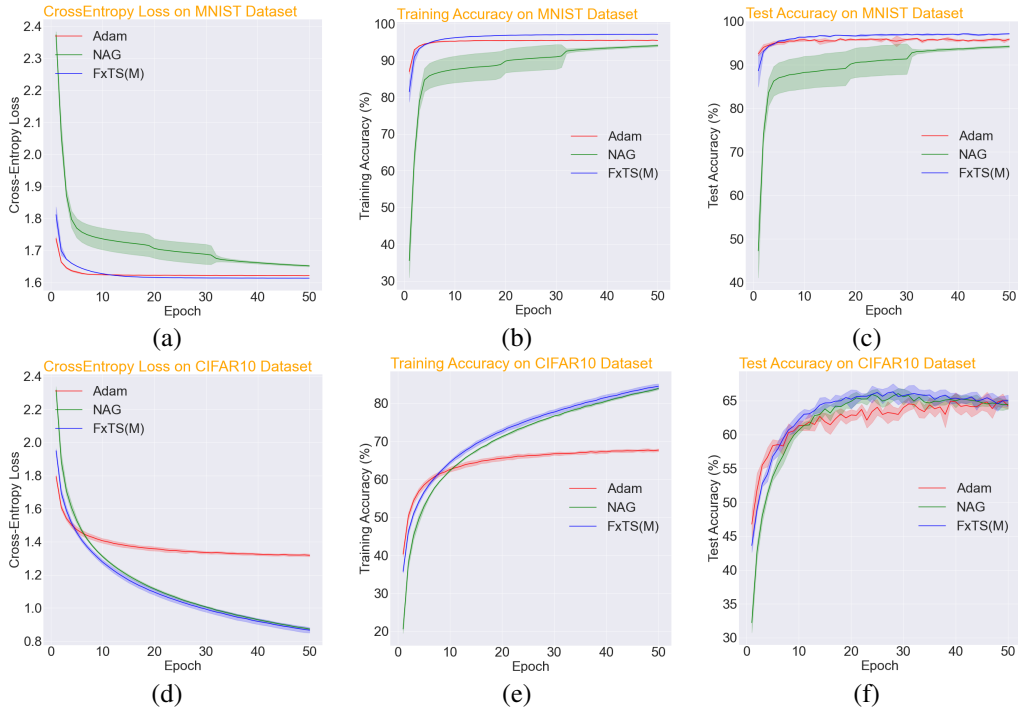 CrossEntropy Loss on MNIST Dataset
2.4
2.3
2.2
2.1
2.0
1.9
1.8
1.7
1.6
Cross-Entropy Loss
Adam
NAG
FxTS(M)
0 10 20 30 40 50
Epoch
(a)
Training Accuracy on MNIST Dataset
100
90
80
70
60
50
40
30
Training Accuracy (%)
Adam
NAG
FxTS(M)
0 10 20 30 40 50
Epoch
(b)
Test Accuracy on MNIST Dataset
100
90
80
70
60
50
40
Test Accuracy (%)
Adam
NAG
FxTS(M)
0 10 20 30 40 50
Epoch
(c)
CrossEntropy Loss on CIFAR10 Dataset
2.4
2.2
2.0
1.8
1.6
1.4
1.2
1.0
0.8
Cross-Entropy Loss
Adam
NAG
FxTS(M)
0 10 20 30 40 50
Epoch
(d)
Training Accuracy on CIFAR10 Dataset
80
70
60
50
40
30
20
Training Accuracy (%)
Adam
NAG
FxTS(M)
0 10 20 30 40 50
Epoch
(e)
Test Accuracy on CIFAR10 Dataset
65
60
55
50
45
40
35
30
Test Accuracy (%)
Adam
NAG
FxTS(M)
0 10 20 30 40 50
Epoch
(f)